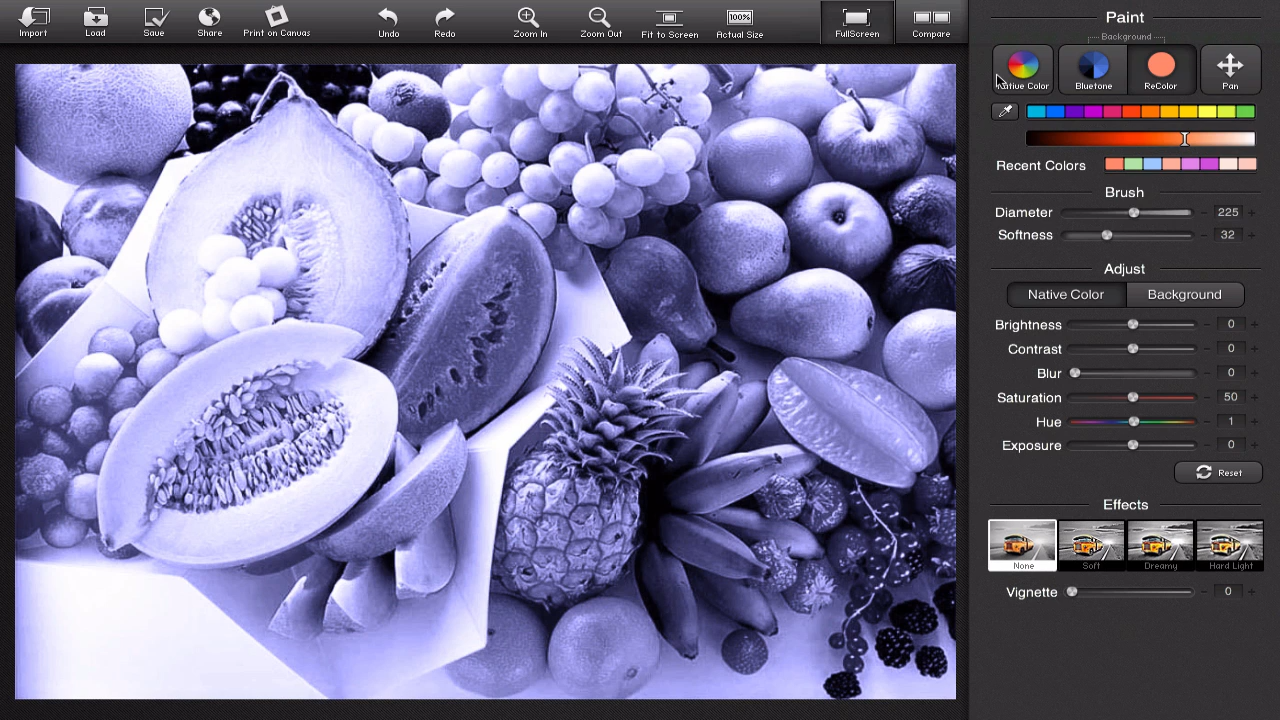 Import Load Save Share Print on Canvas Undo Redo Zoom In Zoom Out Fit to Screen 100% Actual Size FullScreen Compare
Paint
Background
Native Color Bluetone ReColor Pan
Recent Colors
Brush
Diameter 225
Softness 32
Adjust
Native Color Background
Brightness 0
Contrast 0
Blur 0
Saturation 50
Hue 1
Exposure 0
Reset
Effects
None Soft Dreamy Hard Light
Vignette 0